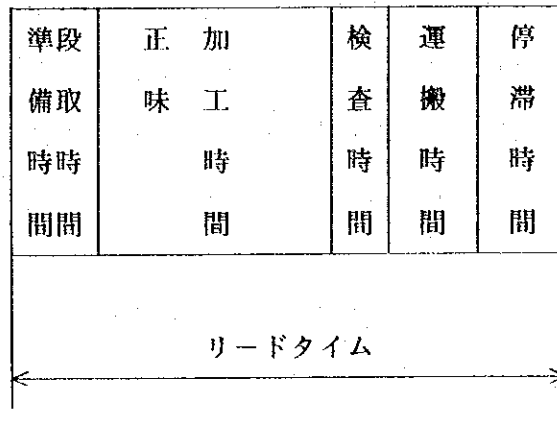 準備時間
段取時間
正味
加工時間
検査時間
運搬時間
停滞時間
リードタイム